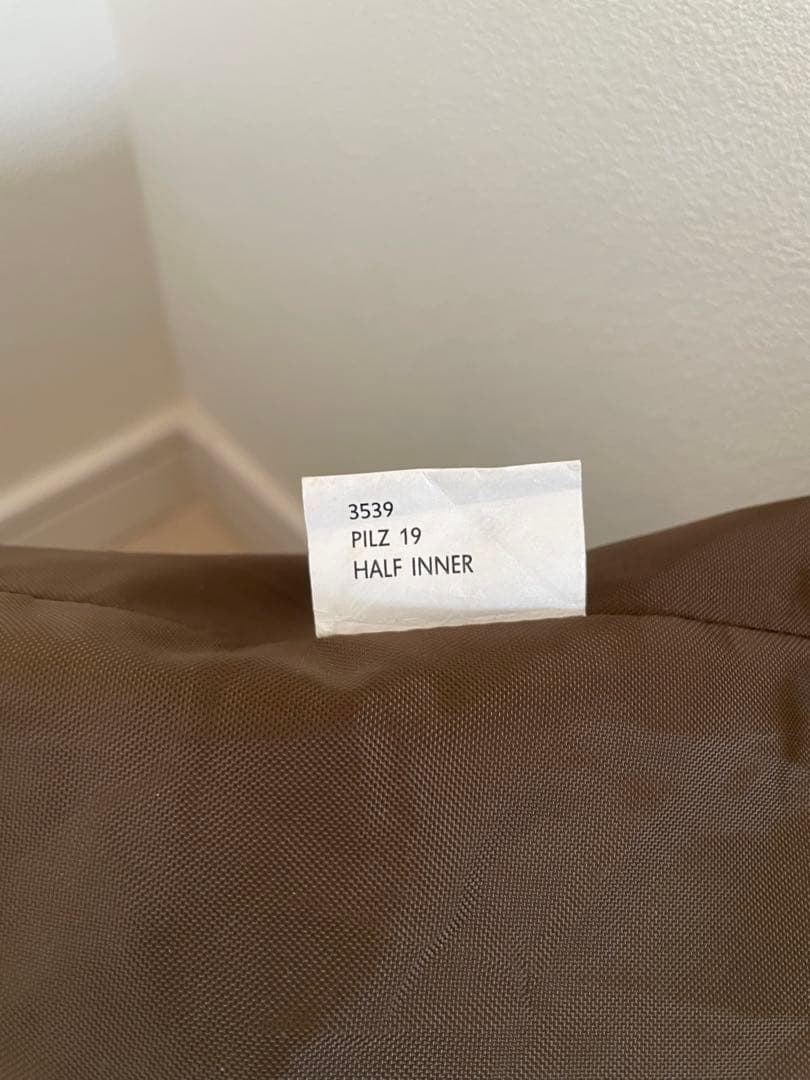 3539
PILZ 19
HALF INNER